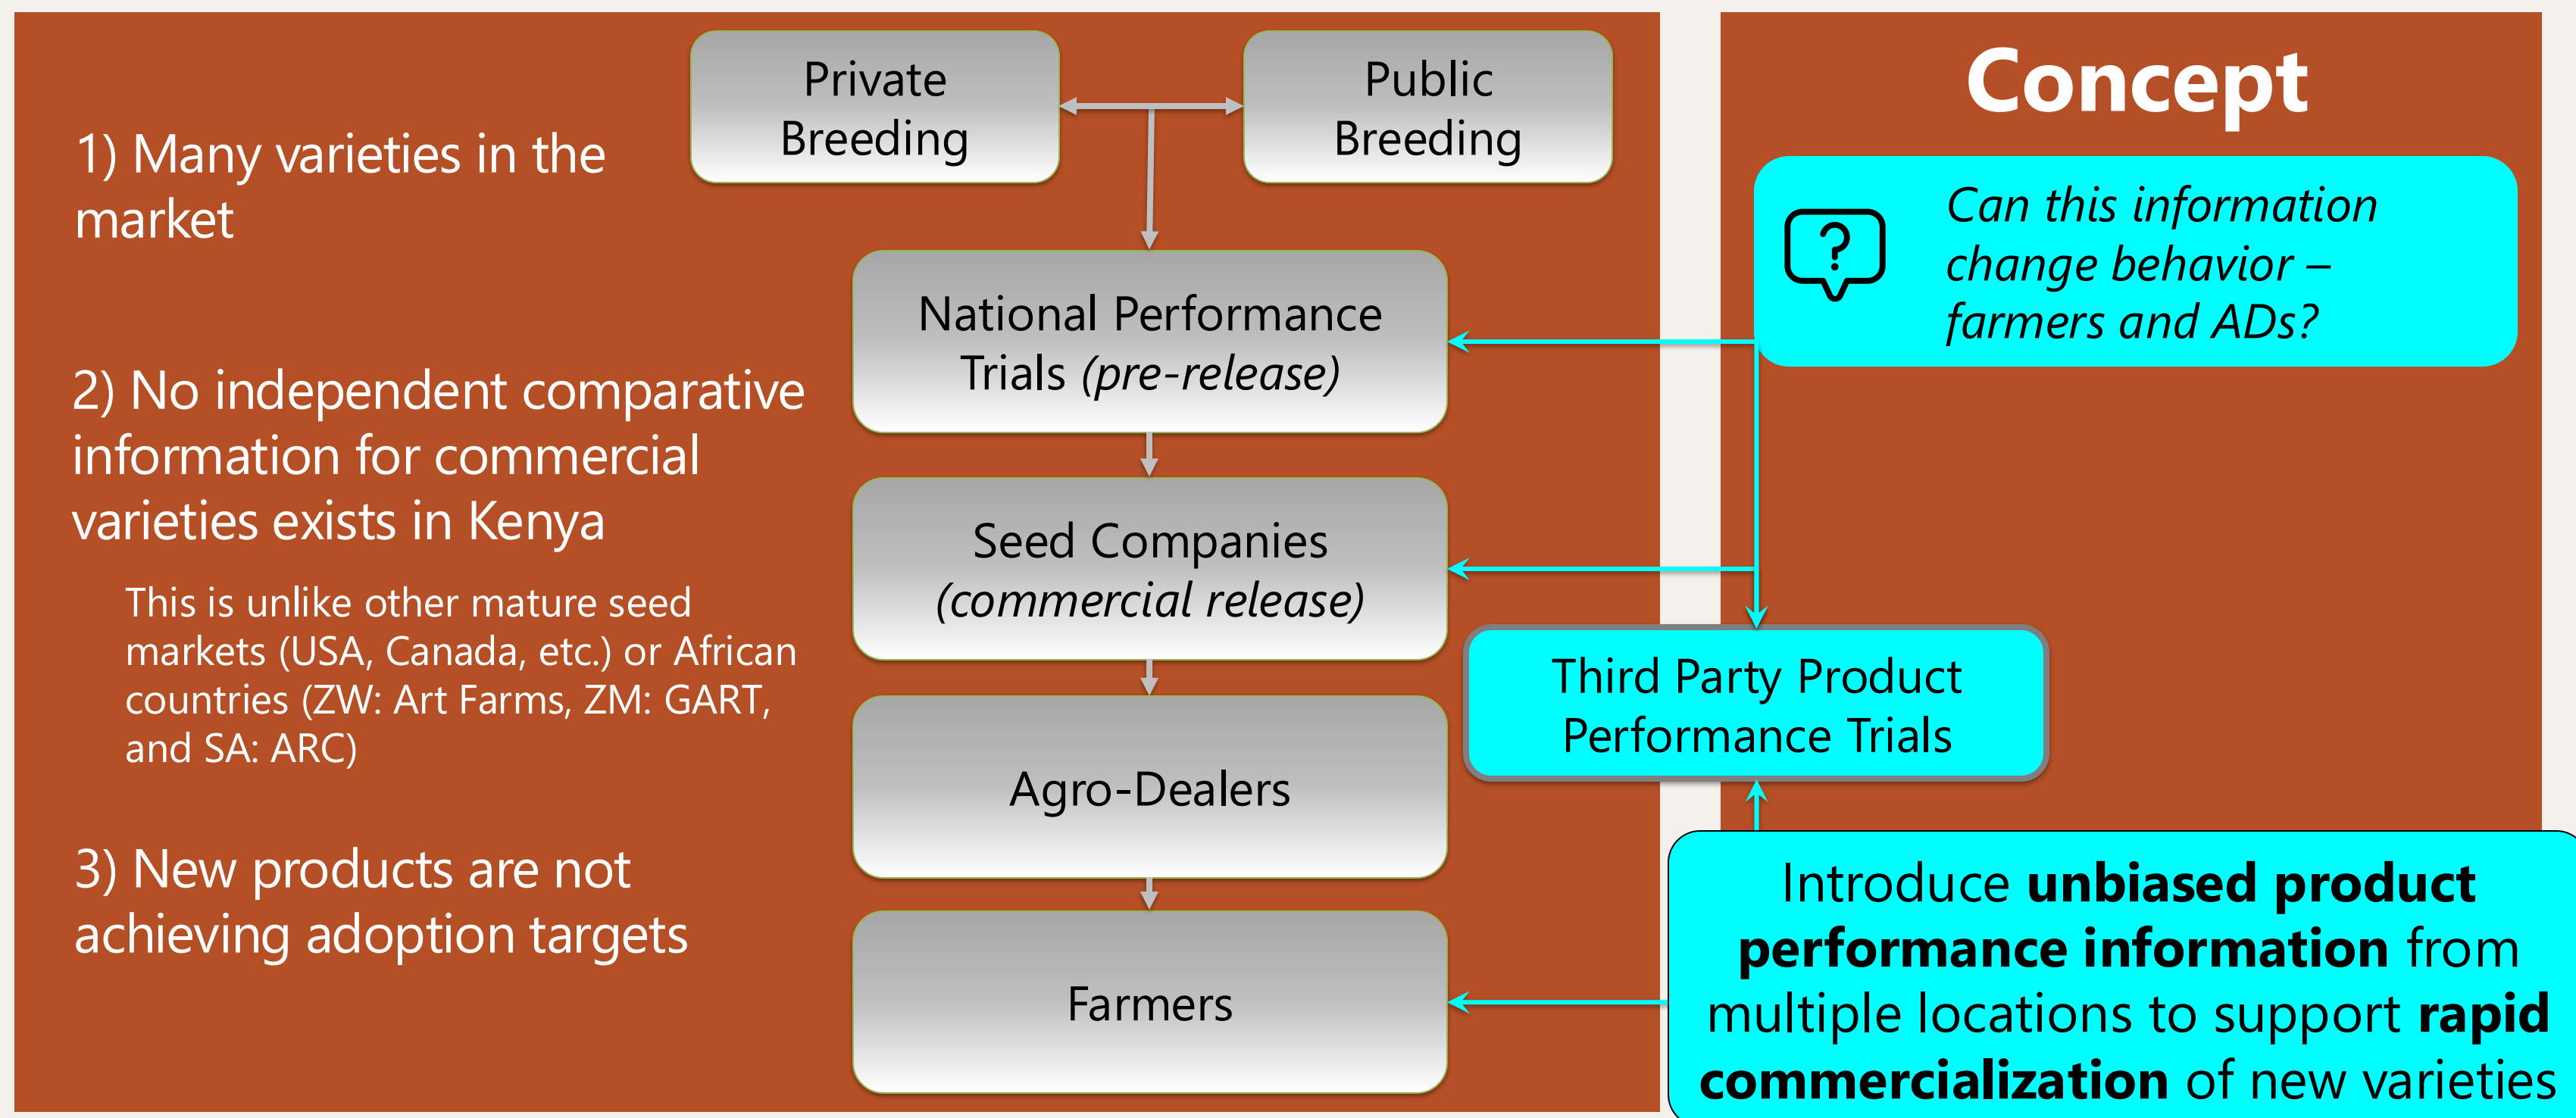 1) Many varieties in the
market
2) No independent comparative
information for commercial
varieties exists in Kenya
This is unlike other mature seed
markets (USA, Canada, etc.) or African
countries (ZW: Art Farms, ZM: GART,
and SA: ARC)
3) New products are not
achieving adoption targets
Private
Breeding
Public
Breeding
National Performance
Trials (pre-release)
Seed Companies
(commercial release)
Agro-Dealers
Farmers
Concept
?
Can this information
change behavior –
farmers and ADs?
Third Party Product
Performance Trials
Introduce unbiased product
performance information from
multiple locations to support rapid
commercialization of new varieties